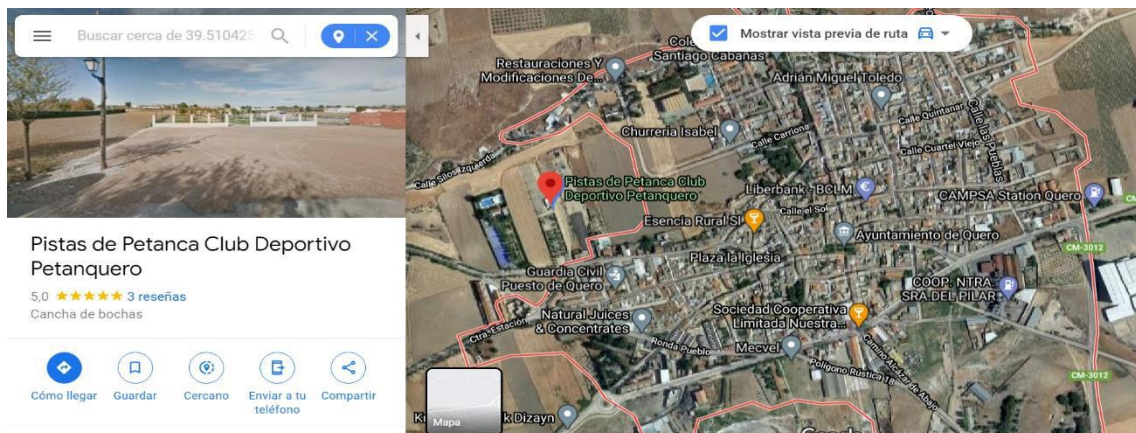 Buscar cerca de 39.510425
Pistas de Petanca Club Deportivo
Petanquero
5,0
3 reseñas
Cancha de bochas
Cómo llegar
Guardar
Cercano
Enviar a tu
teléfono
Compartir
Mostrar vista previa de ruta
Santiago Cabañas
Restauraciones Y
Modificaciones De...
Adrián Miguel Toledo
Calle Quintanar
Calle las Pueblas
Churreria Isabel
Calle Carriona
Calle Cuartel Viejo
Calle Silos Izquierda
Pistas de Petanca Club
Deportivo Petanquero
Liberbank - BCLM
CAMPSA Station Quero
Esencia Rural Sl
Calle el Sol
Ayuntamiento de Quero
Plaza la Iglesia
CM-3012
Guardia Civil
Puesto de Quero
COOP. NTRA.
SRA.DEL PILAR
Natural Juices
& Concentrates
Sociedad Cooperativa
Limitada Nuestra...
Ctra. Estación
Ronda Pueblo
Mecvel
Camino Alcázar de Abajo
Polígono Rústica 18
CM-3012
Mapa
k Dizayn